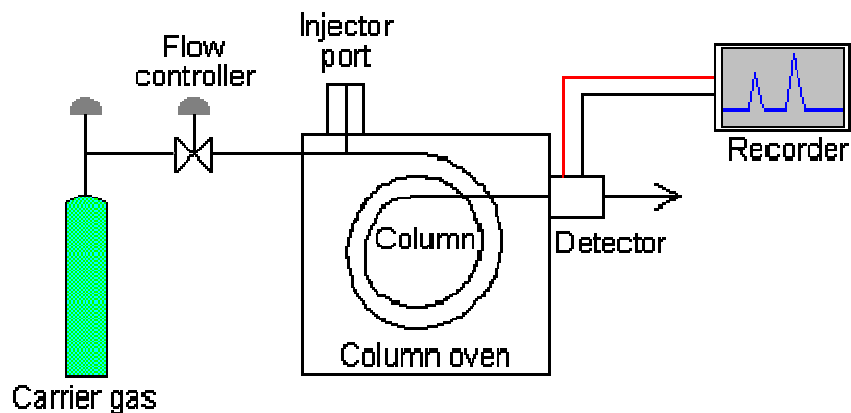 Flow
controller
Injector
port
Recorder
Column
Detector
Column oven
Carrier gas